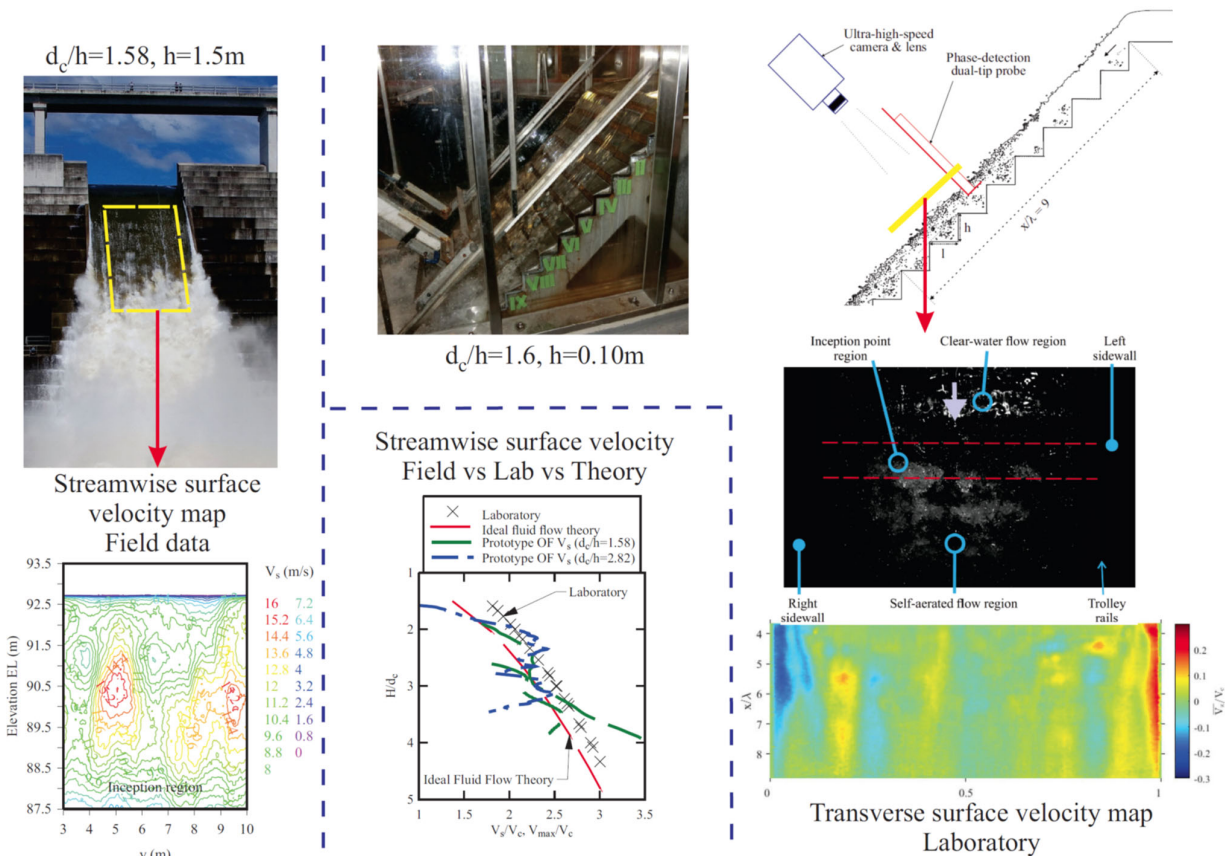 d_c/h=1.58, h=1.5m
Streamwise surface
velocity map
Field data
V_s (m/s)
93.5
92.5
91.5
90.5
89.5
88.5
87.5
Elevation EL (m)
16 7.2
15.2 6.4
14.4 5.6
13.6 4.8
12.8 4
12 3.2
11.2 2.4
10.4 1.6
9.6 0.8
8.8 0
8
Inception region
3 4 5 6 7 8 9 10
y (m)
I
II
III
IV
V
VI
VII
VIII
IX
d_c/h=1.6, h=0.10m
Streamwise surface velocity
Field vs Lab vs Theory
Laboratory
Ideal fluid flow theory
Prototype OF V_s (d_c/h=1.58)
Prototype OF V_s (d_c/h=2.82)
1
2
3
4
5
H/d_c
Laboratory
Ideal Fluid Flow Theory
1 1.5 2 2.5 3 3.5
V_s/V_c, V_max/V_c
Ultra-high-speed
camera & lens
Phase-detection
dual-tip probe
x/λ = 9
h
l
Inception point
region
Clear-water flow region
Left
sidewall
Right
sidewall
Self-aerated flow region
Trolley
rails
4
5
6
7
8
x/λ
0 0.5 1
0.2
0.1
0
-0.1
-0.2
-0.3
V_s/V_c
Transverse surface velocity map
Laboratory